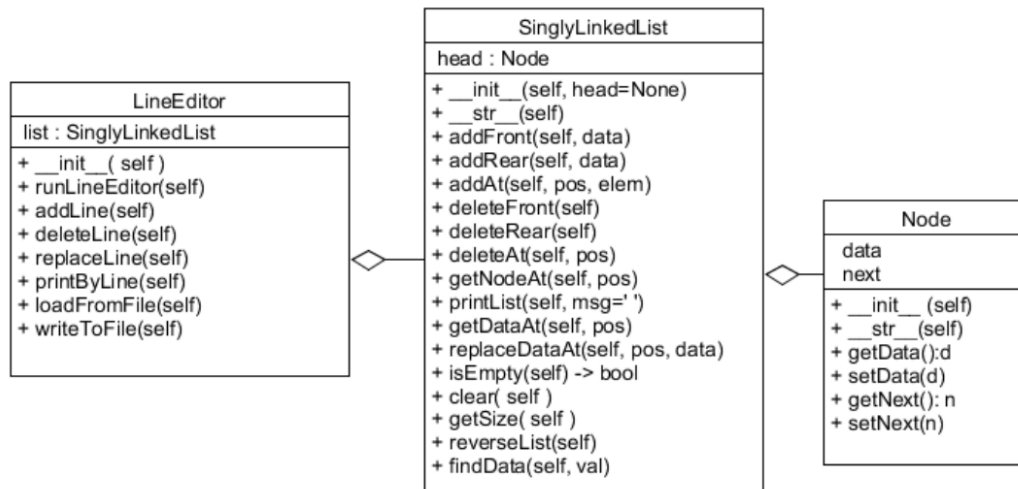 LineEditor
list : SinglyLinkedList
+ __init__( self )
+ runLineEditor(self)
+ addLine(self)
+ deleteLine(self)
+ replaceLine(self)
+ printByLine(self)
+ loadFromFile(self)
+ writeToFile(self)
SinglyLinkedList
head : Node
+ __init__(self, head=None)
+ __str__(self)
+ addFront(self, data)
+ addRear(self, data)
+ addAt(self, pos, elem)
+ deleteFront(self)
+ deleteRear(self)
+ deleteAt(self, pos)
+ getNodeAt(self, pos)
+ printList(self, msg=' ')
+ getDataAt(self, pos)
+ replaceDataAt(self, pos, data)
+ isEmpty(self) -> bool
+ clear( self )
+ getSize( self )
+ reverseList(self)
+ findData(self, val)
Node
data
next
+ __init__ (self)
+ __str__(self)
+ getData():d
+ setData(d)
+ getNext(): n
+ setNext(n)